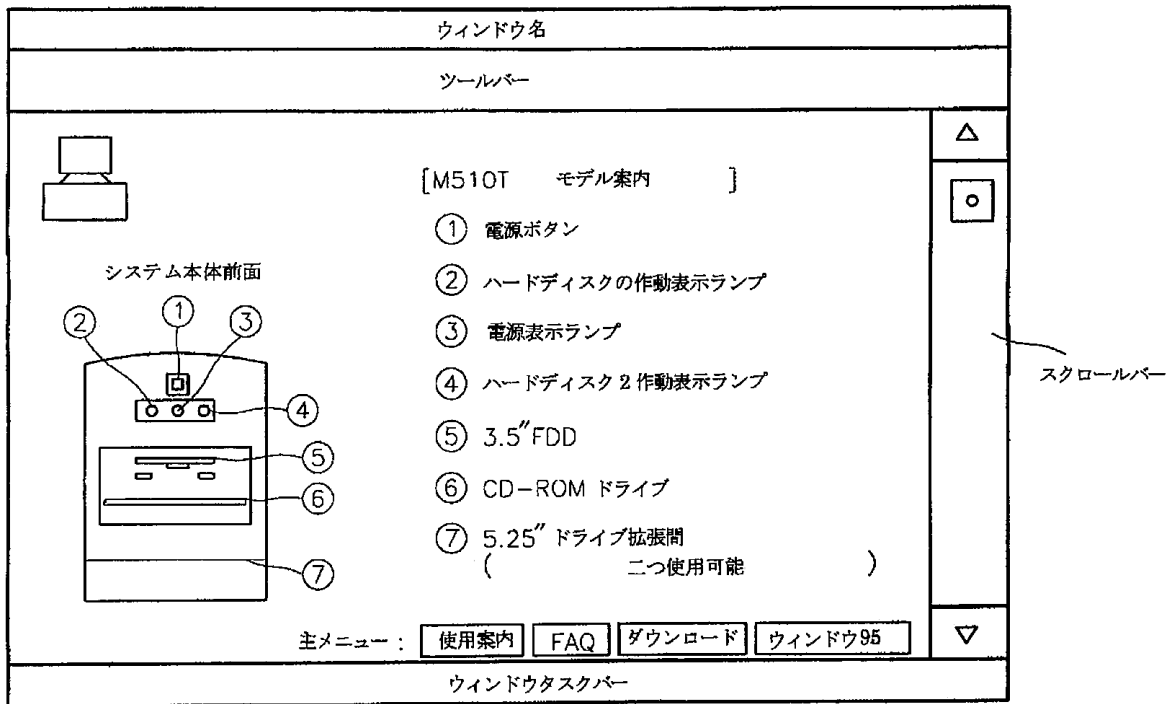 ウィンドウ名
ツールバー
[M510T モデル案内 ]
① 電源ボタン
② ハードディスクの作動表示ランプ
③ 電源表示ランプ
④ ハードディスク2作動表示ランプ
⑤ 3.5″FDD
⑥ CD-ROM ドライブ
⑦ 5.25″ドライブ拡張間
( 二つ使用可能 )
システム本体前面
① ② ③
④
⑤
⑥
⑦
スクロールバー
主メニュー: 使用案内 FAQ ダウンロード ウィンドウ95
ウィンドウタスクバー